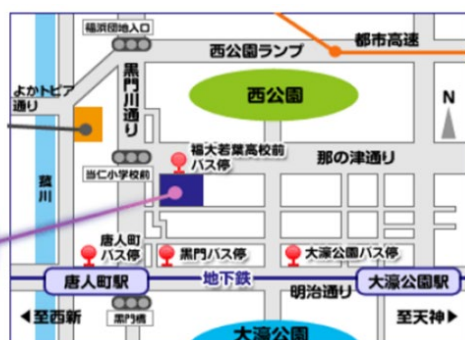 福浜団地入口
西公園ランプ
都市高速
よかトピア
通り
黒門川通り
西公園
N
福大若葉高校前
バス停
那の津通り
当仁小学校前
菰川
唐人町
バス停
黒門バス停
大濠公園バス停
唐人町駅
地下鉄
大濠公園駅
明治通り
◀至西新
黒門橋
至天神▶
大濠公園